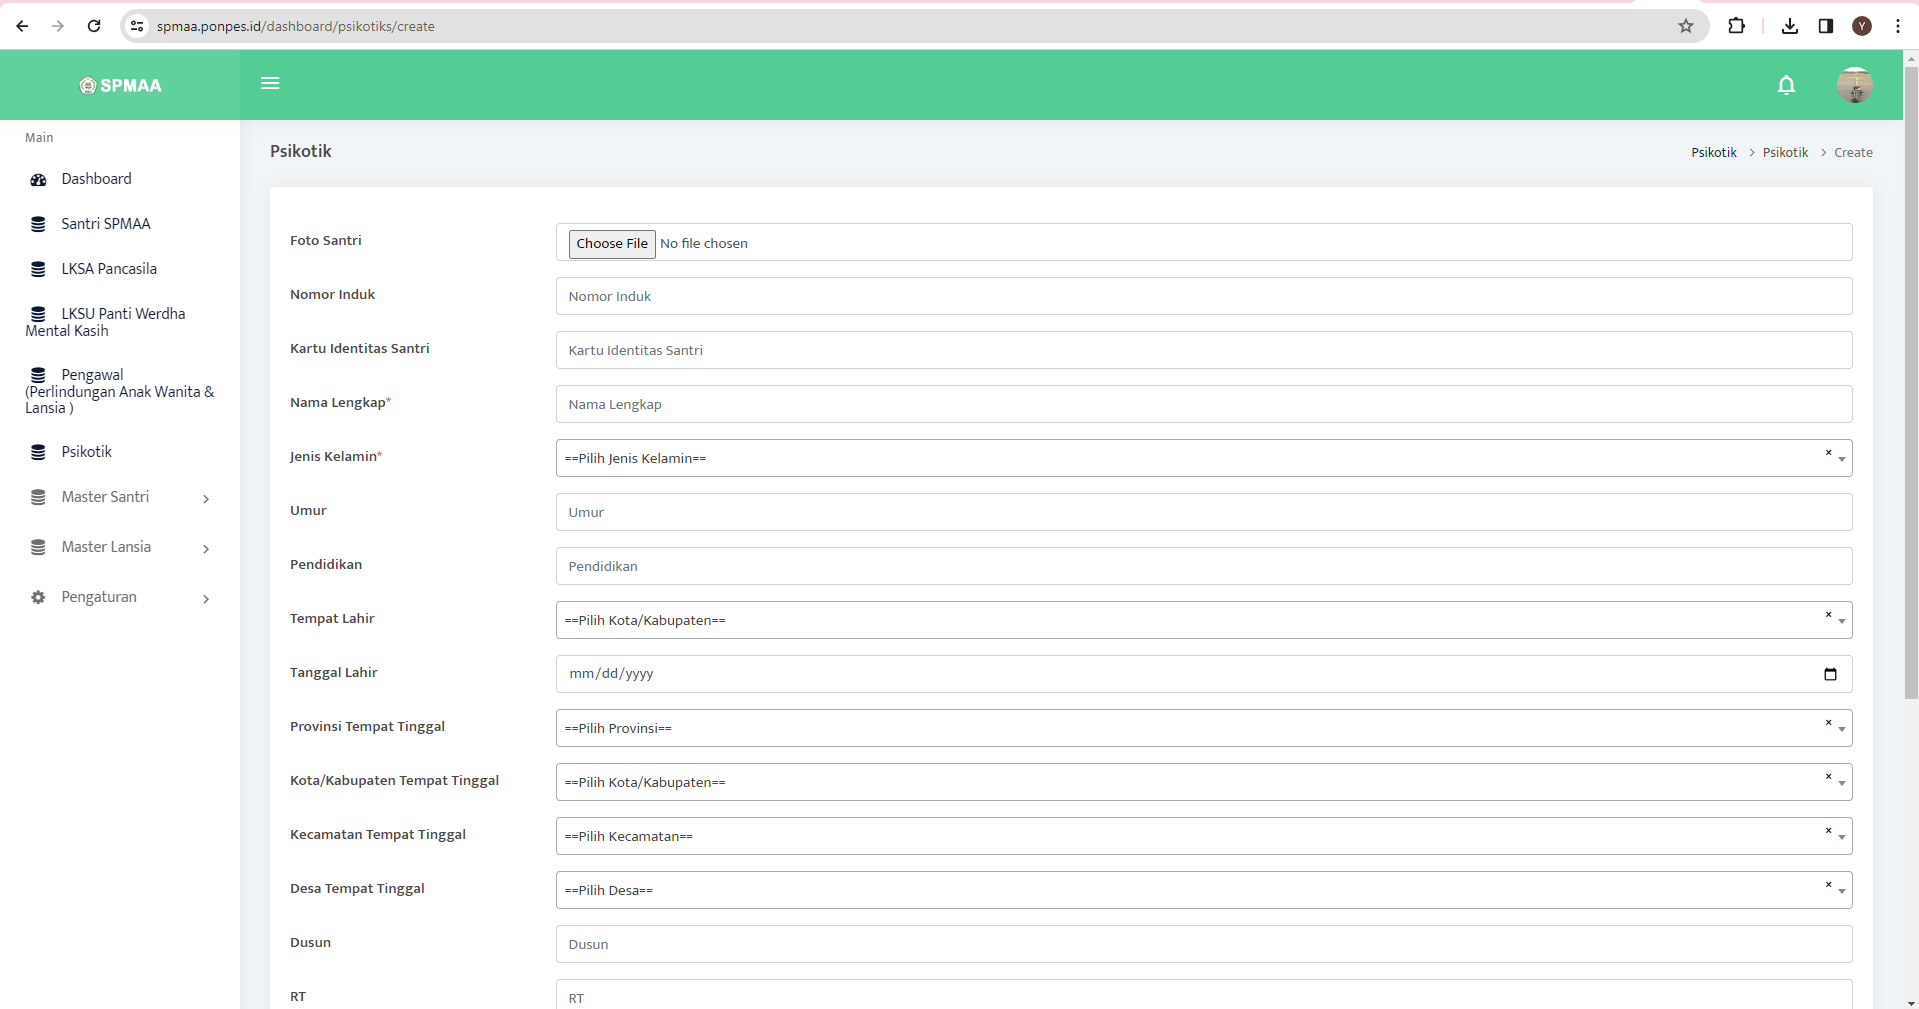 spmaa.ponpes.id/dashboard/psikotiks/create
Y
SPMAA
Main
Dashboard
Santri SPMAA
LKSA Pancasila
LKSU Panti Werdha
Mental Kasih
Pengawal
(Perlindungan Anak Wanita &
Lansia )
Psikotik
Master Santri
Master Lansia
Pengaturan
Psikotik
Psikotik > Psikotik > Create
Foto Santri
Choose File No file chosen
Nomor Induk
Nomor Induk
Kartu Identitas Santri
Kartu Identitas Santri
Nama Lengkap*
Nama Lengkap
Jenis Kelamin*
==Pilih Jenis Kelamin== ×
Umur
Umur
Pendidikan
Pendidikan
Tempat Lahir
==Pilih Kota/Kabupaten== ×
Tanggal Lahir
mm/dd/yyyy
Provinsi Tempat Tinggal
==Pilih Provinsi== ×
Kota/Kabupaten Tempat Tinggal
==Pilih Kota/Kabupaten== ×
Kecamatan Tempat Tinggal
==Pilih Kecamatan== ×
Desa Tempat Tinggal
==Pilih Desa== ×
Dusun
Dusun
RT
RT